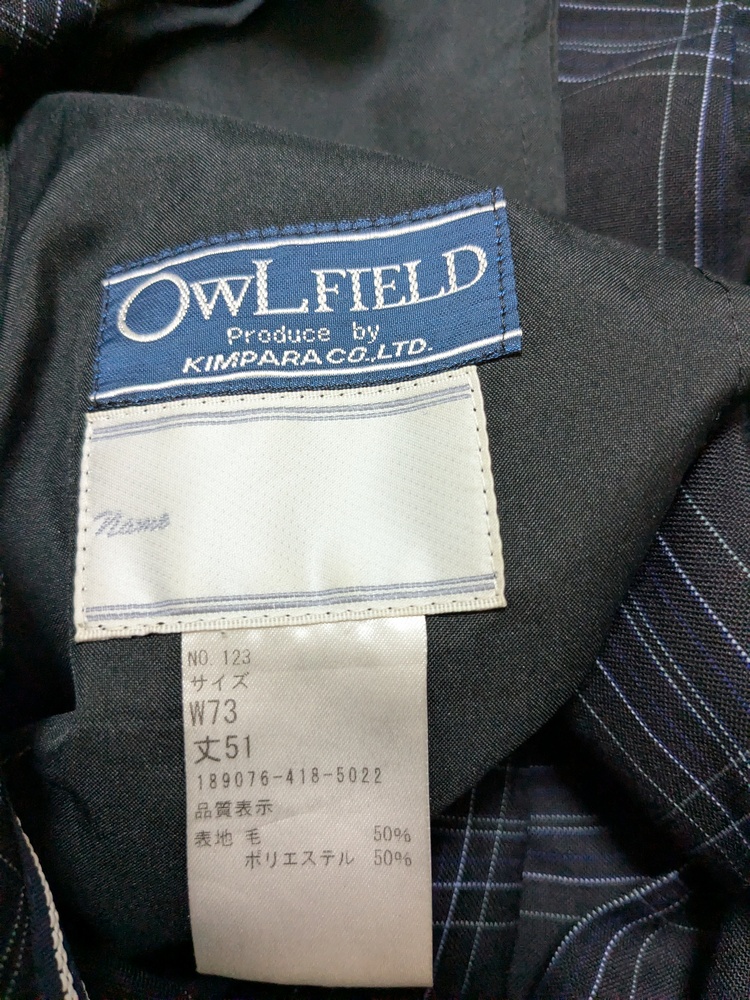 OWLFIELD
Produce by
KIMPARA CO.,LTD.
Name
NO. 123
サイズ
W73
丈51
189076-418-5022
品質表示
表地 毛 50%
ポリエステル 50%